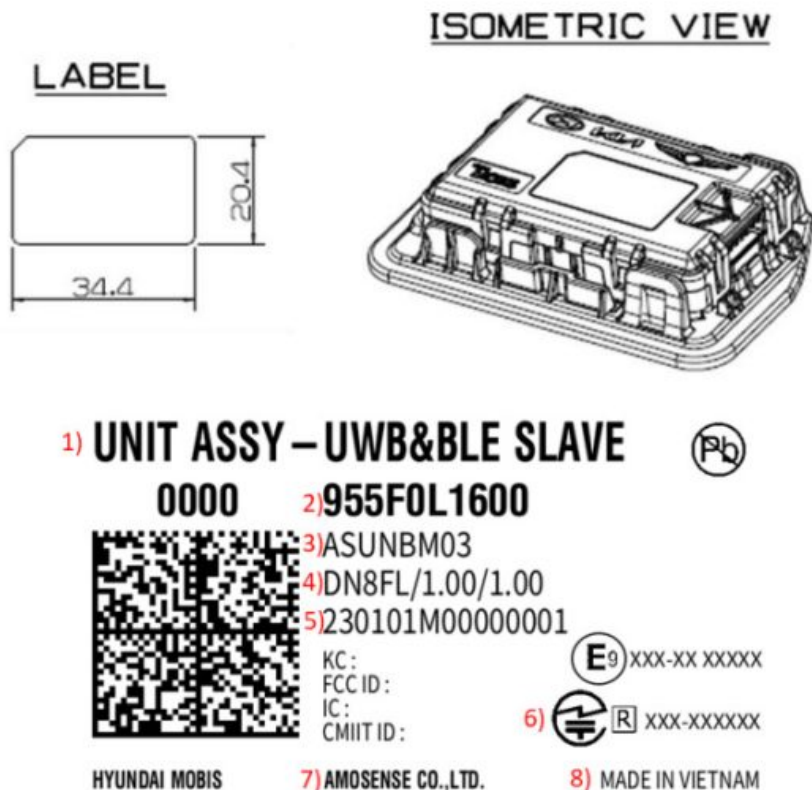 ISOMETRIC VIEW
LABEL
20.4
34.4
KIA
1) UNIT ASSY – UWB&BLE SLAVE
Pb
0000 2) 955F0L1600
3) ASUNBM03
4) DN8FL/1.00/1.00
5) 230101M00000001
KC :
FCC ID :
IC :
CMIIT ID :
E9 XXX-XX XXXXX
6) R XXX-XXXXXX
HYUNDAI MOBIS 7) AMOSENSE CO.,LTD. 8) MADE IN VIETNAM